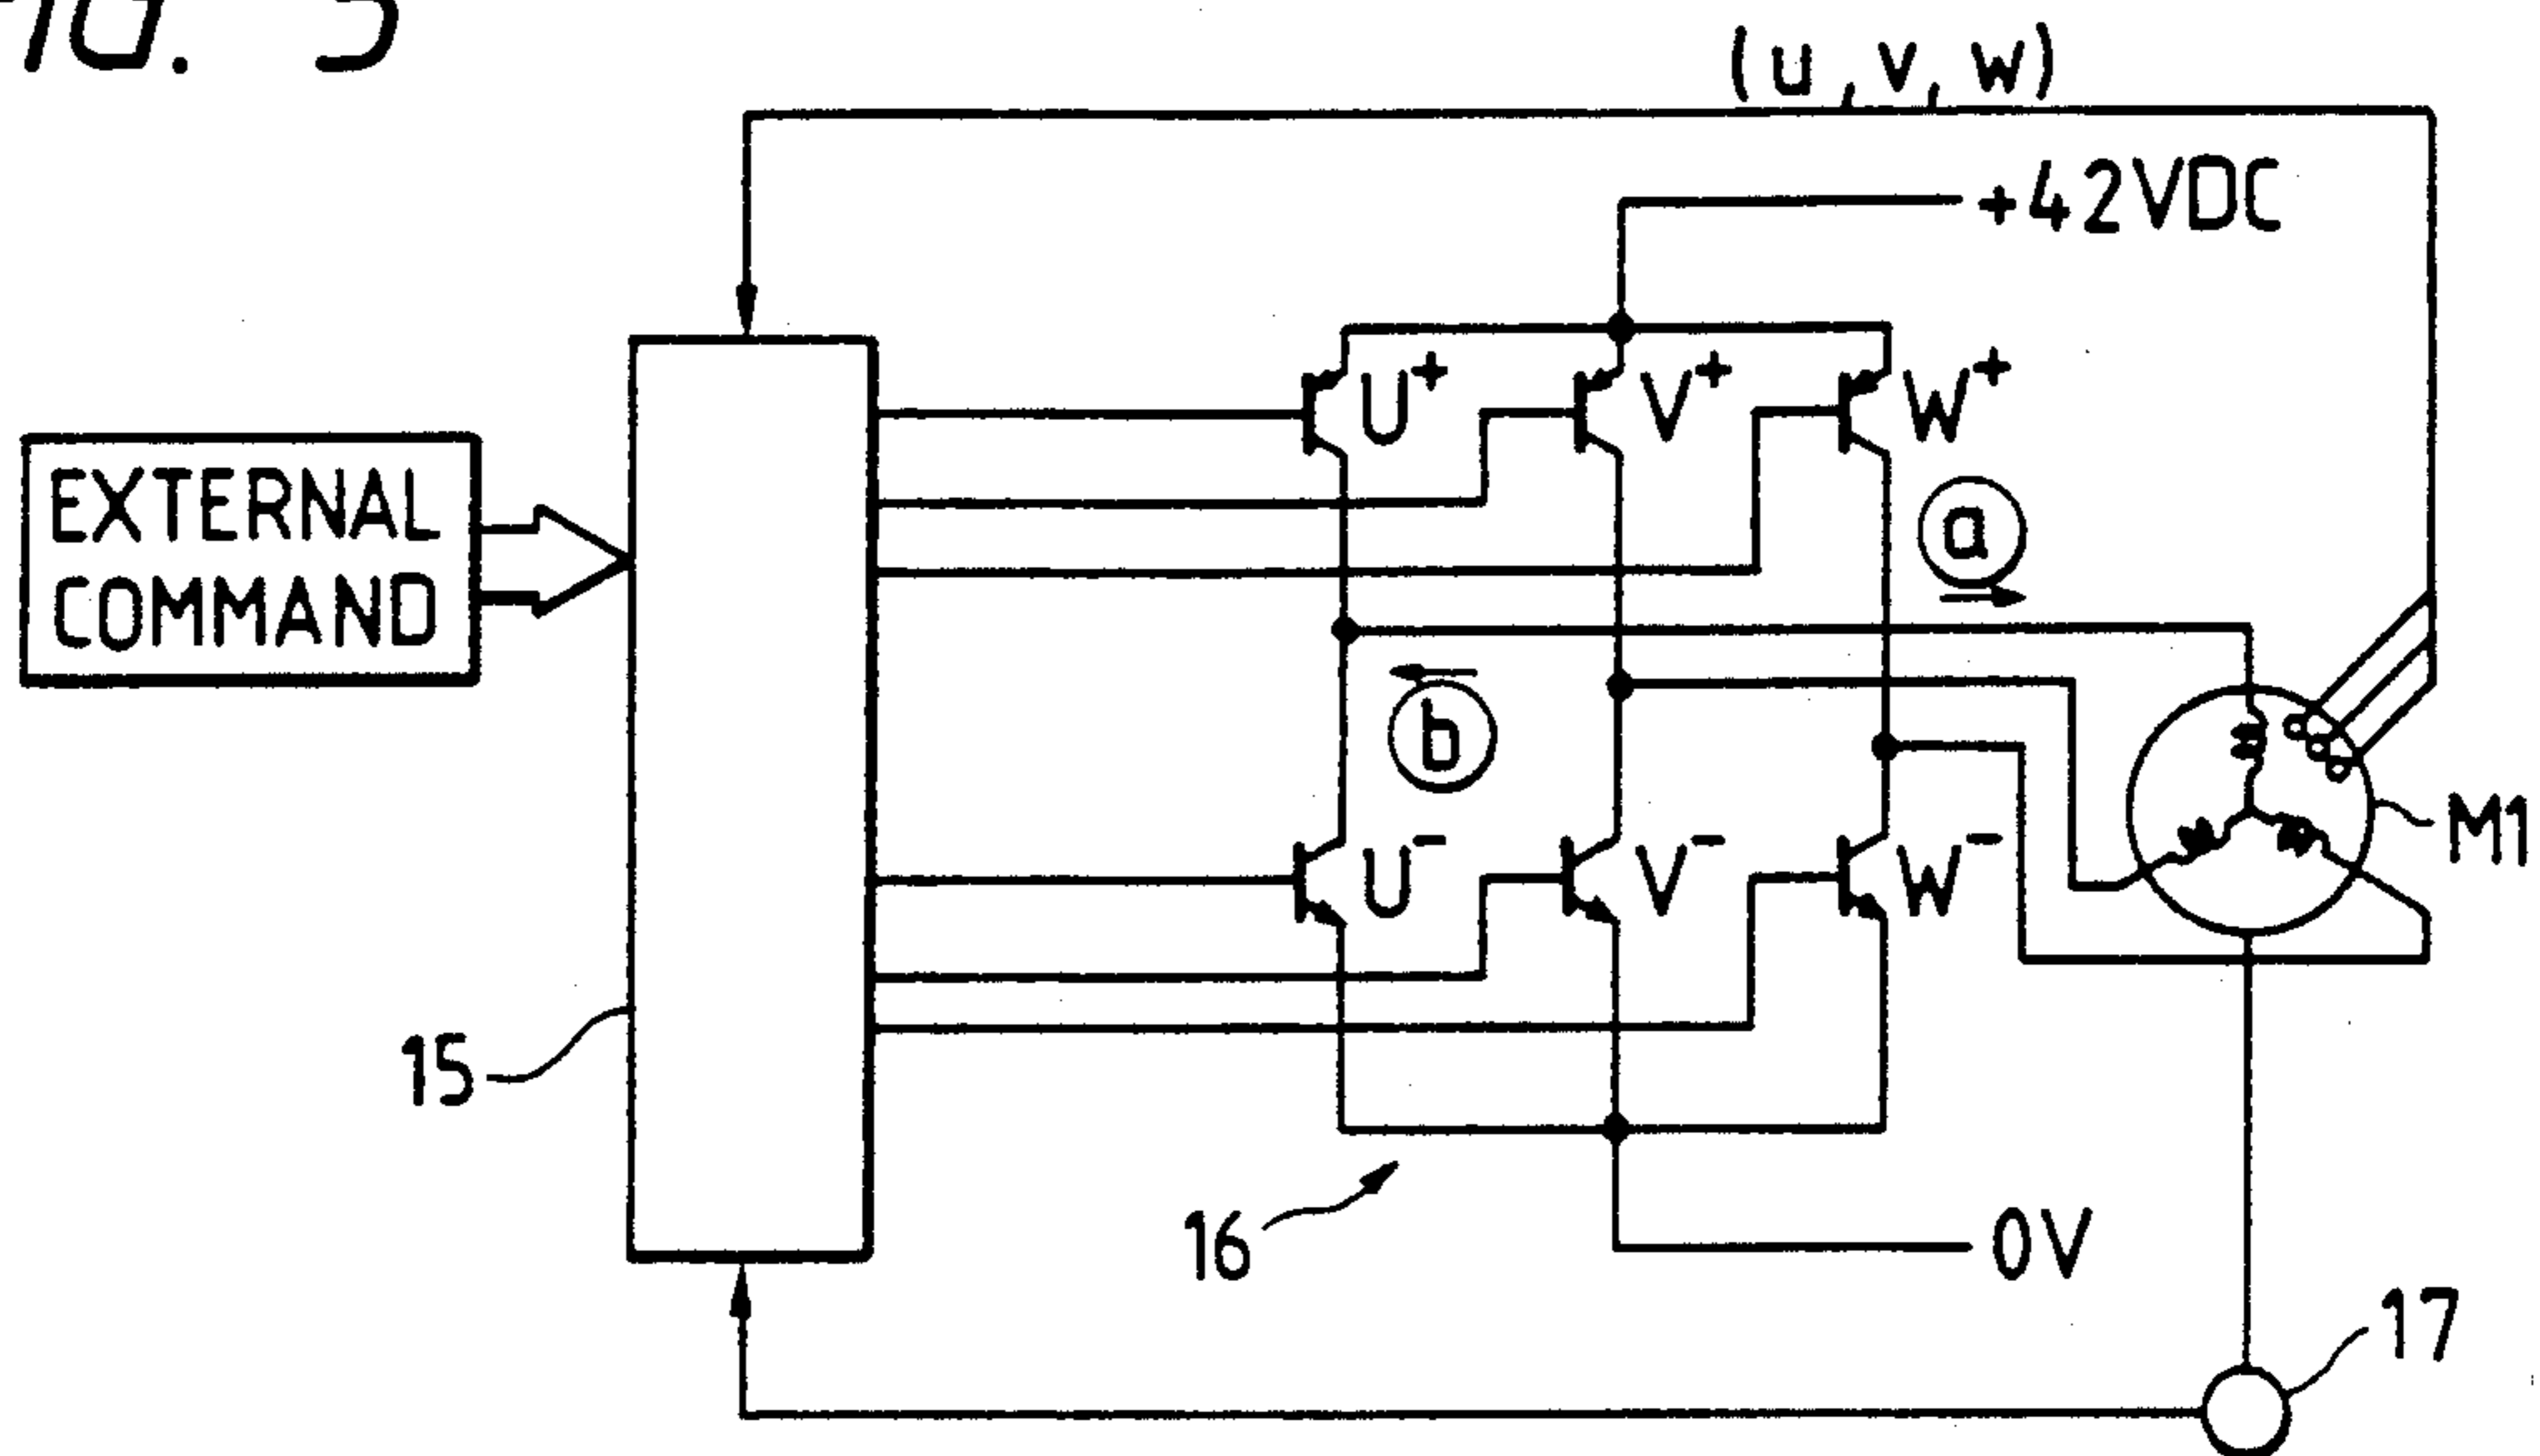 FIG. 5
(u, v, w)
+42VDC
U+ V+ W+
EXTERNAL
COMMAND
a
b
M1
U- V- W-
15
16
0V
17